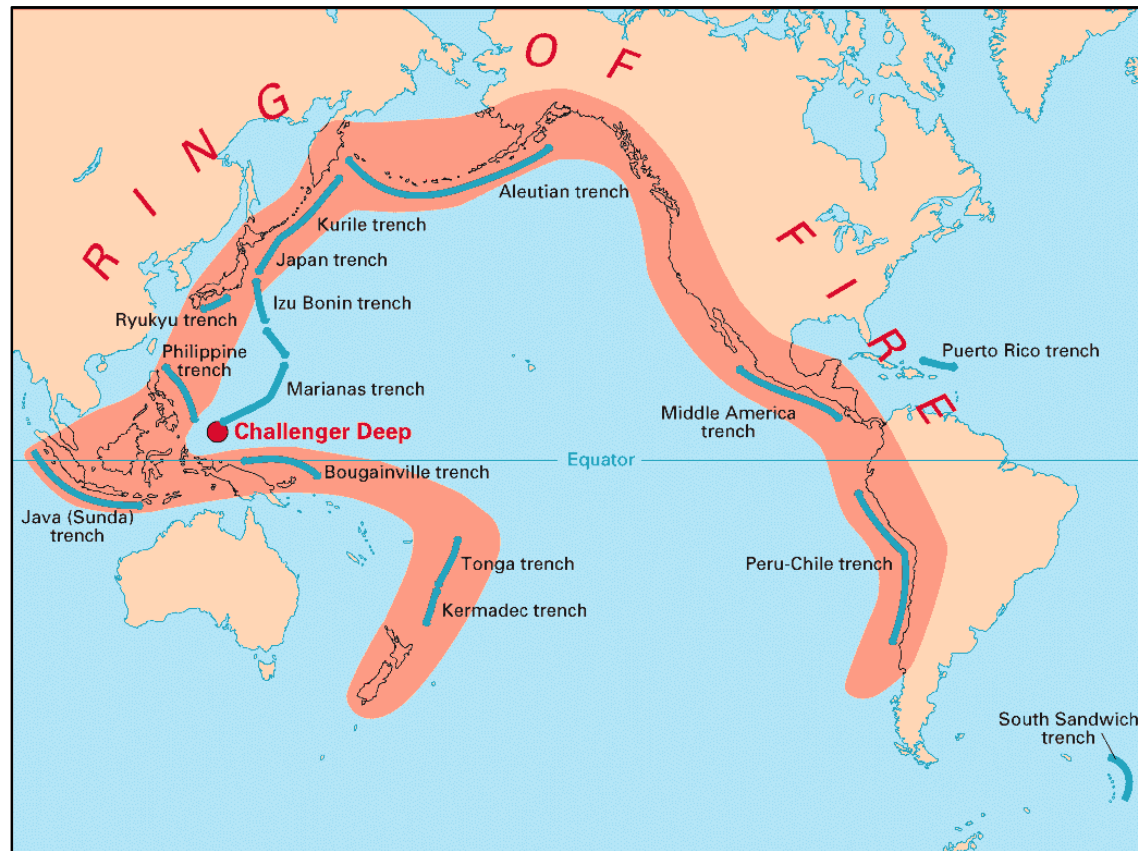 RING OF FIRE
Aleutian trench
Kurile trench
Japan trench
Izu Bonin trench
Ryukyu trench
Philippine
trench
Marianas trench
Challenger Deep
Puerto Rico trench
Middle America
trench
Equator
Bougainville trench
Java (Sunda)
trench
Tonga trench
Kermadec trench
Peru-Chile trench
South Sandwich
trench